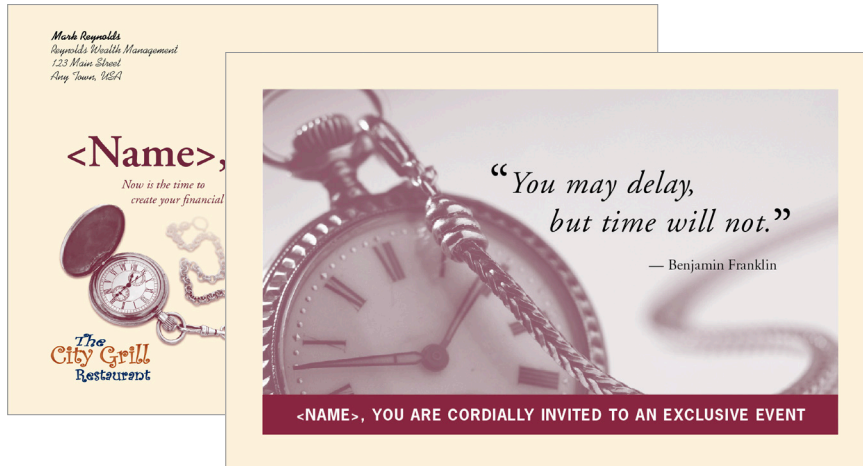 Mark Reynolds
Reynolds Wealth Management
123 Main Street
Any Town, USA
<Name>,
Now is the time to
create your financial
The
City Grill
Restaurant
“You may delay,
but time will not.”
— Benjamin Franklin
<NAME>, YOU ARE CORDIALLY INVITED TO AN EXCLUSIVE EVENT